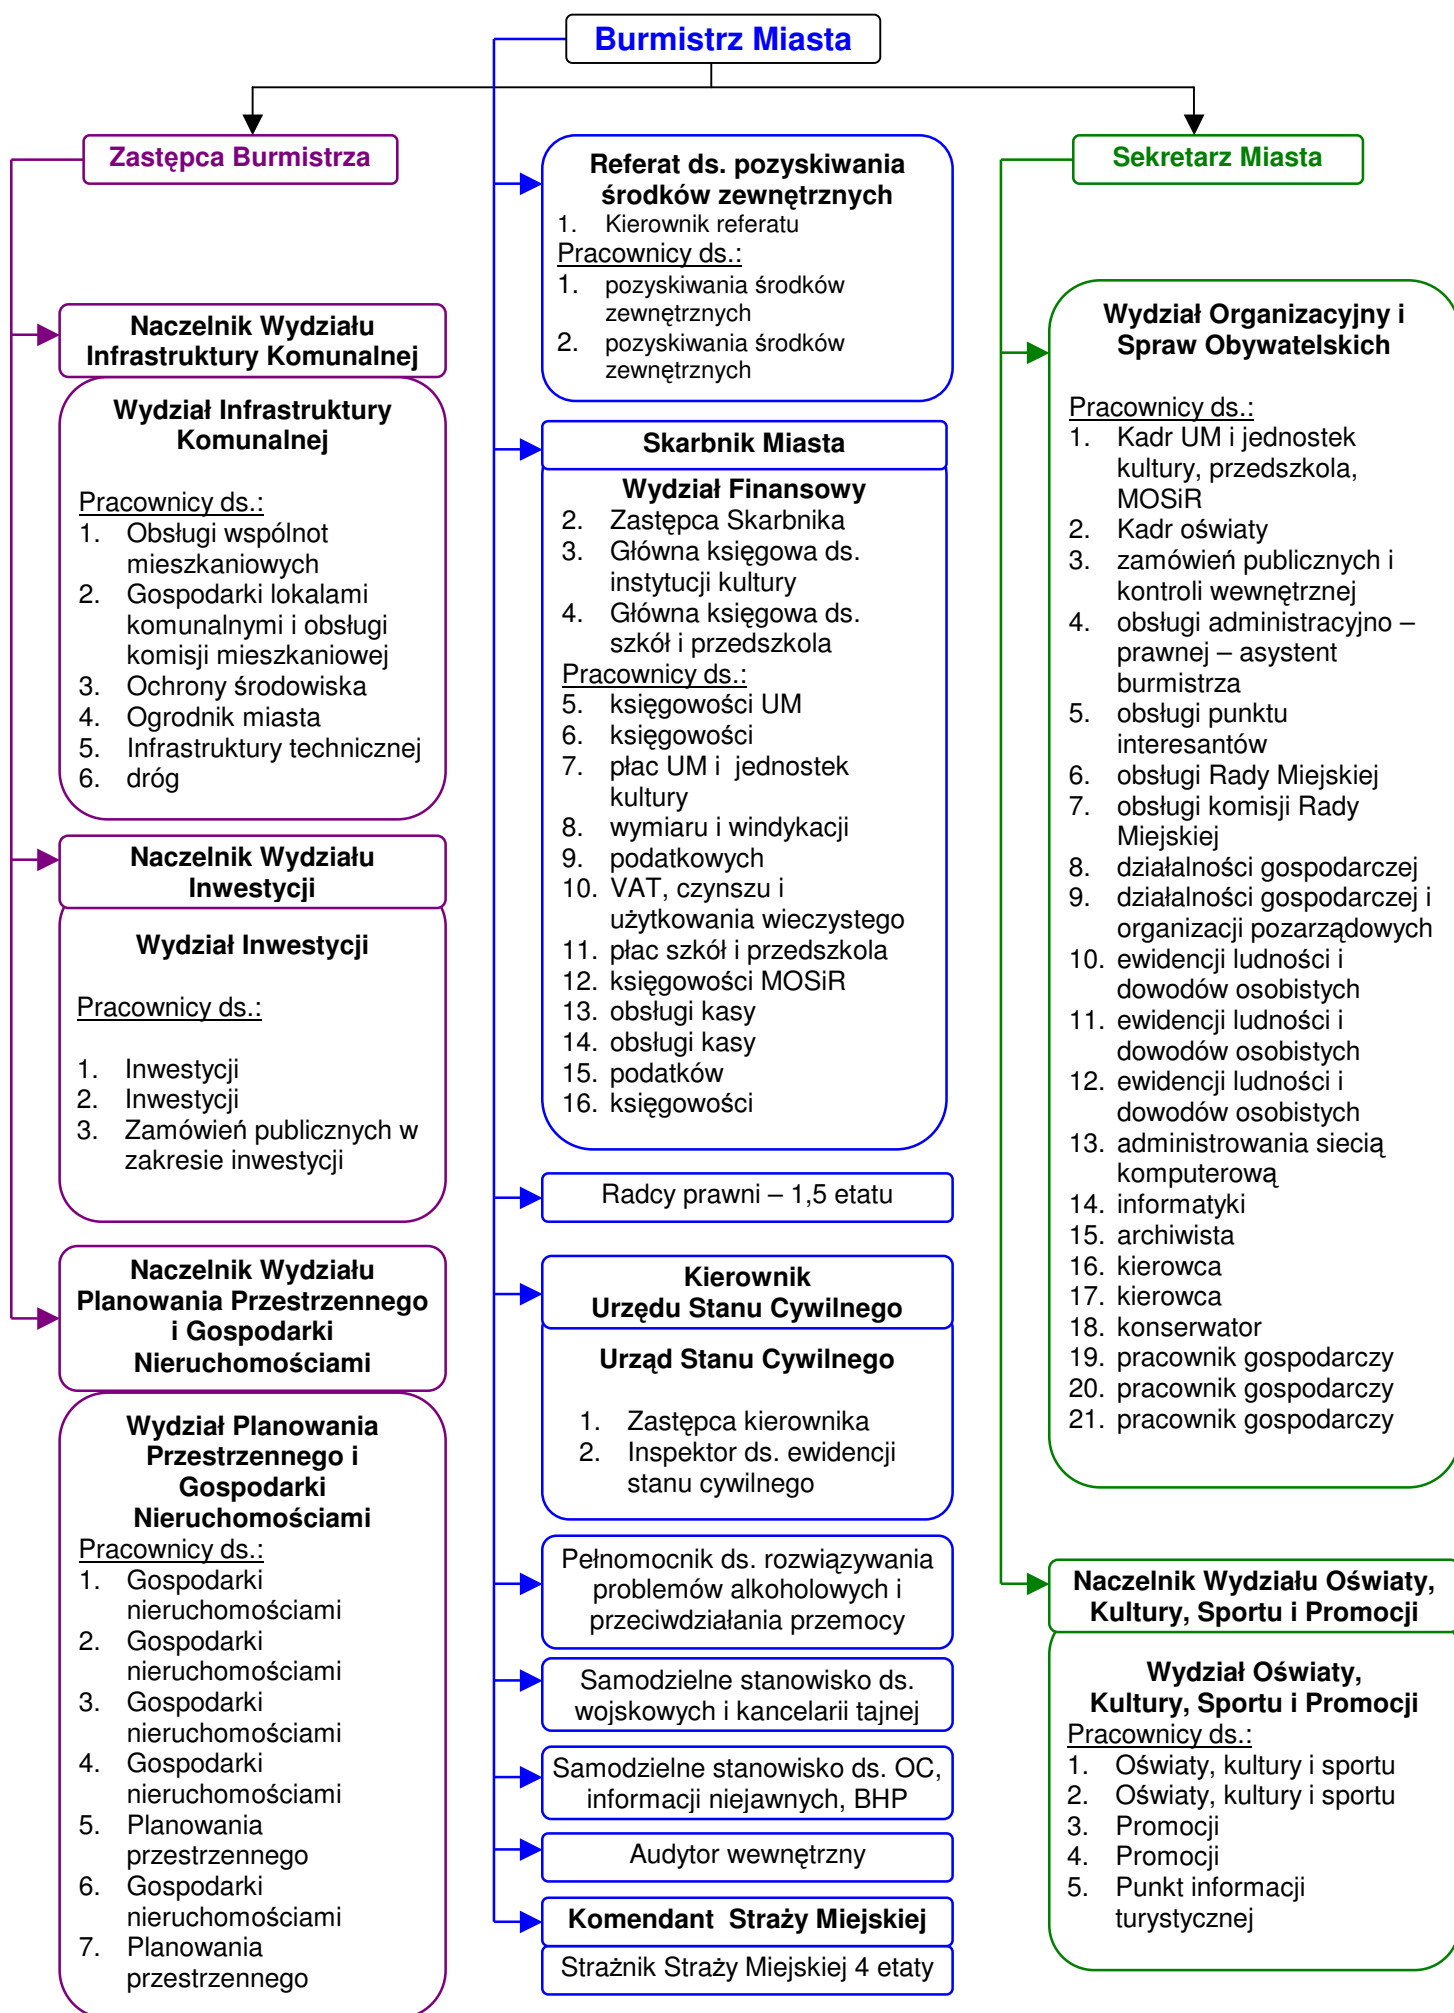 Burmistrz Miasta
Zastępca Burmistrza
Naczelnik Wydziału
Infrastruktury Komunalnej
Wydział Infrastruktury
Komunalnej
Pracownicy ds.:
1. Obsługi wspólnot
mieszkaniowych
2. Gospodarki lokalami
komunalnymi i obsługi
komisji mieszkaniowej
3. Ochrony środowiska
4. Ogrodnik miasta
5. Infrastruktury technicznej
6. dróg
Naczelnik Wydziału
Inwestycji
Wydział Inwestycji
Pracownicy ds.:
1. Inwestycji
2. Inwestycji
3. Zamówień publicznych w
zakresie inwestycji
Naczelnik Wydziału
Planowania Przestrzennego
i Gospodarki
Nieruchomościami
Wydział Planowania
Przestrzennego i
Gospodarki
Nieruchomościami
Pracownicy ds.:
1. Gospodarki
nieruchomościami
2. Gospodarki
nieruchomościami
3. Gospodarki
nieruchomościami
4. Gospodarki
nieruchomościami
5. Planowania
przestrzennego
6. Gospodarki
nieruchomościami
7. Planowania
przestrzennego
Referat ds. pozyskiwania
środków zewnętrznych
1. Kierownik referatu
Pracownicy ds.:
1. pozyskiwania środków
zewnętrznych
2. pozyskiwania środków
zewnętrznych
Skarbnik Miasta
Wydział Finansowy
2. Zastępca Skarbnika
3. Główna księgowa ds.
instytucji kultury
4. Główna księgowa ds.
szkół i przedszkola
Pracownicy ds.:
5. księgowości UM
6. księgowości
7. płac UM i jednostek
kultury
8. wymiaru i windykacji
9. podatkowych
10. VAT, czynszu i
użytkowania wieczystego
11. płac szkół i przedszkola
12. księgowości MOSiR
13. obsługi kasy
14. obsługi kasy
15. podatków
16. księgowości
Radcy prawni – 1,5 etatu
Kierownik
Urzędu Stanu Cywilnego
Urząd Stanu Cywilnego
1. Zastępca kierownika
2. Inspektor ds. ewidencji
stanu cywilnego
Pełnomocnik ds. rozwiązywania
problemów alkoholowych i
przeciwdziałania przemocy
Samodzielne stanowisko ds.
wojskowych i kancelarii tajnej
Samodzielne stanowisko ds. OC,
informacji niejawnych, BHP
Audytor wewnętrzny
Komendant Straży Miejskiej
Strażnik Straży Miejskiej 4 etaty
Sekretarz Miasta
Wydział Organizacyjny i
Spraw Obywatelskich
Pracownicy ds.:
1. Kadr UM i jednostek
kultury, przedszkola,
MOSiR
2. Kadr oświaty
3. zamówień publicznych i
kontroli wewnętrznej
4. obsługi administracyjno –
prawnej – asystent
burmistrza
5. obsługi punktu
interesantów
6. obsługi Rady Miejskiej
7. obsługi komisji Rady
Miejskiej
8. działalności gospodarczej
9. działalności gospodarczej i
organizacji pozarządowych
10. ewidencji ludności i
dowodów osobistych
11. ewidencji ludności i
dowodów osobistych
12. ewidencji ludności i
dowodów osobistych
13. administrowania siecią
komputerową
14. informatyki
15. archiwista
16. kierowca
17. kierowca
18. konserwator
19. pracownik gospodarczy
20. pracownik gospodarczy
21. pracownik gospodarczy
Naczelnik Wydziału Oświaty,
Kultury, Sportu i Promocji
Wydział Oświaty,
Kultury, Sportu i Promocji
Pracownicy ds.:
1. Oświaty, kultury i sportu
2. Oświaty, kultury i sportu
3. Promocji
4. Promocji
5. Punkt informacji
turystycznej